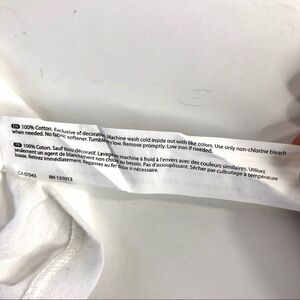 EN 100% Cotton. Exclusive of decoration. Machine wash cold inside out with like colors. Use only non-chlorine bleach
when needed. No fabric softener. Tumble dry low. Remove promptly. Low iron if needed.
FR 100% Coton. Sauf tissu décoratif. Lavage en machine à froid à l'envers avec des couleurs similaires. Utilisez
seulement un agent de blanchiment non chloré au besoin. Pas d'assouplissant. Sécher par culbutage à température
basse. Retirez immédiatement. Repassez au fer doux si nécessaire.
CA 07043 RN 137013